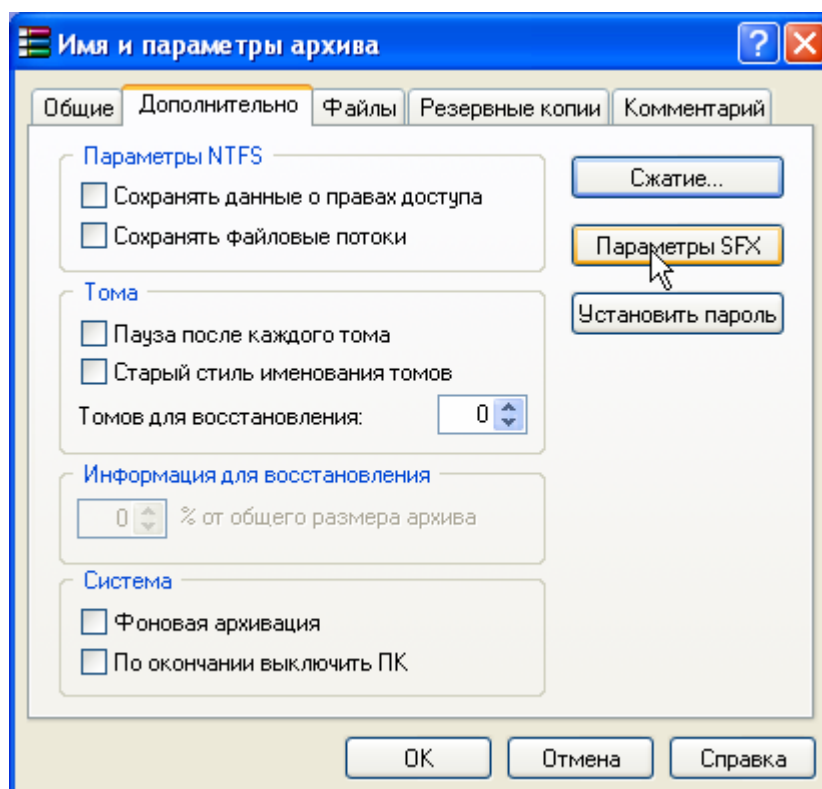 Имя и параметры архива
Общие Дополнительно Файлы Резервные копии Комментарий
Параметры NTFS
Сохранять данные о правах доступа
Сохранять файловые потоки
Сжатие...
Параметры SFX
Установить пароль
Тома
Пауза после каждого тома
Старый стиль именования томов
Томов для восстановления: 0
Информация для восстановления
0 % от общего размера архива
Система
Фоновая архивация
По окончании выключить ПК
OK Отмена Справка